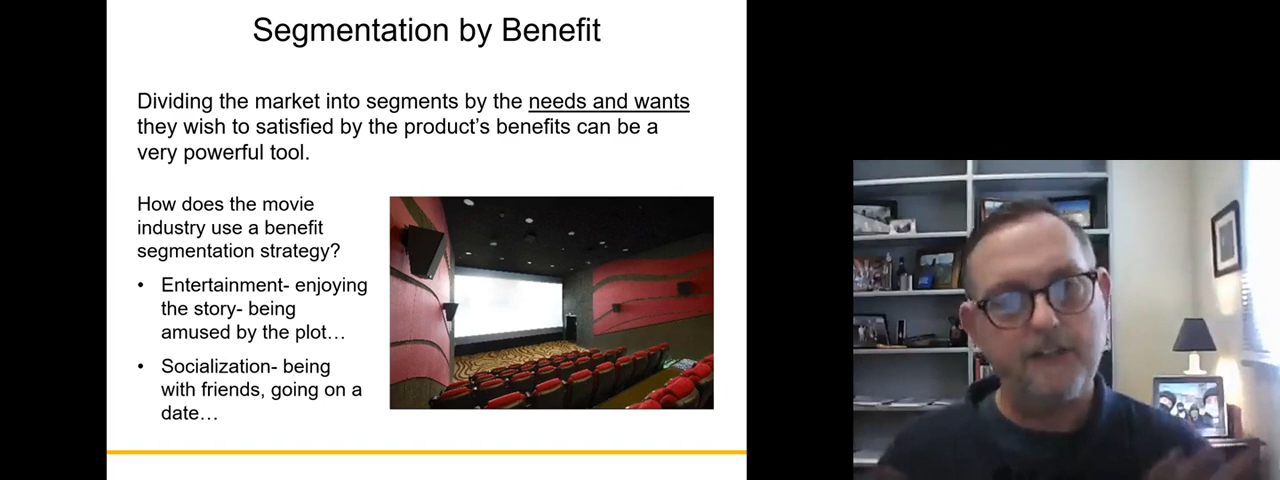 Segmentation by Benefit
Dividing the market into segments by the needs and wants
they wish to satisfied by the product's benefits can be a
very powerful tool.
How does the movie
industry use a benefit
segmentation strategy?
• Entertainment- enjoying
the story- being
amused by the plot…
• Socialization- being
with friends, going on a
date…